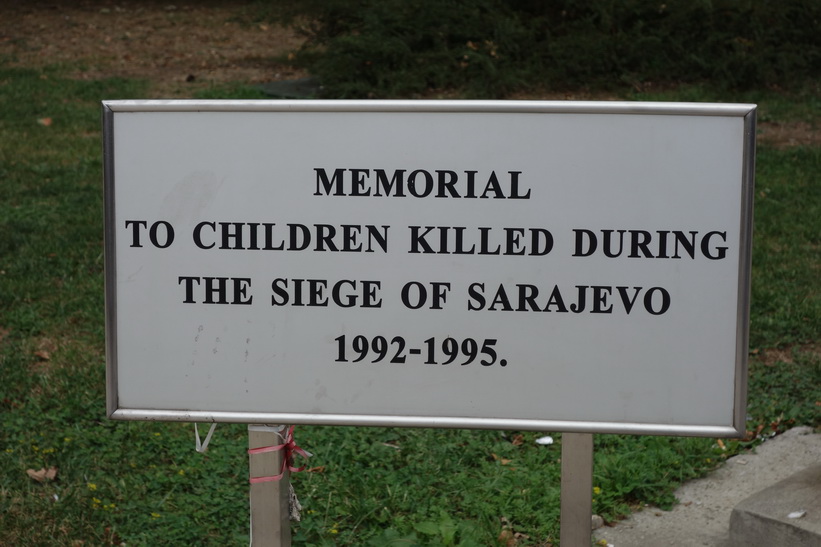 MEMORIAL
TO CHILDREN KILLED DURING
THE SIEGE OF SARAJEVO
1992-1995.